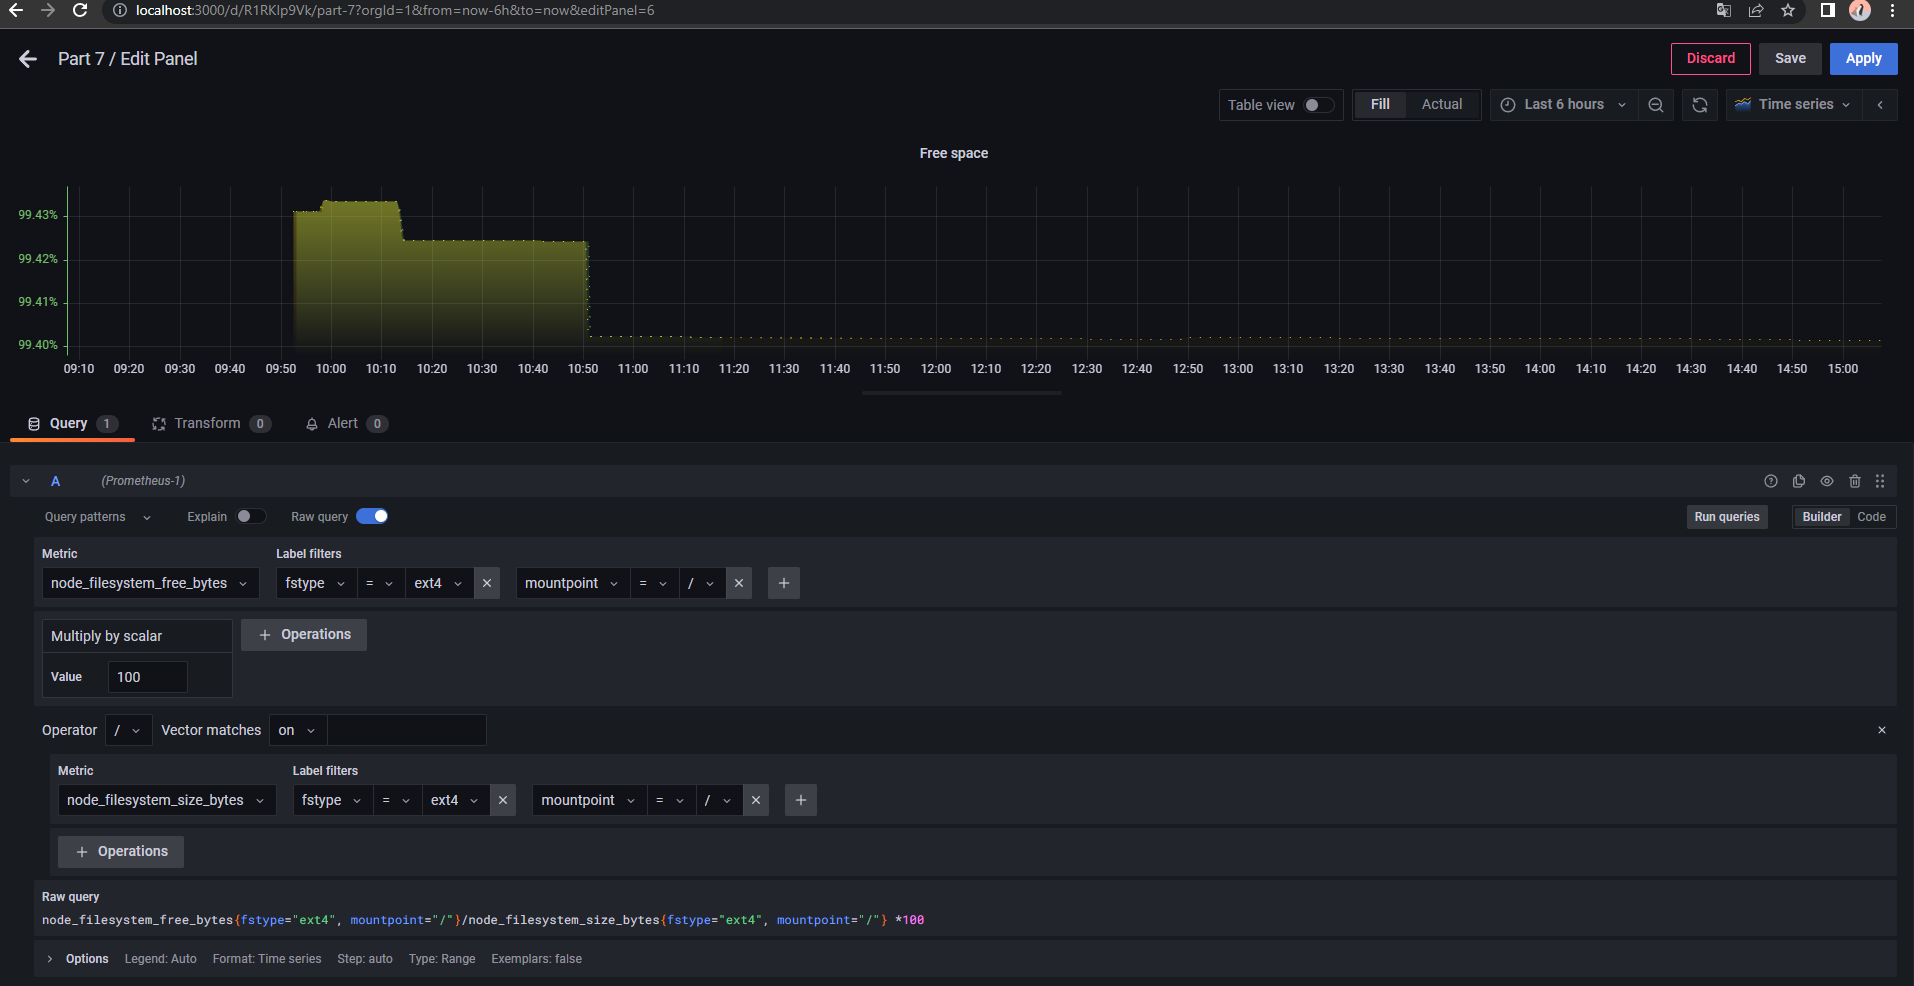 localhost:3000/d/R1RKIp9Vk/part-7?orgId=1&from=now-6h&to=now&editPanel=6
Part 7 / Edit Panel
Discard Save Apply
Table view Fill Actual Last 6 hours Time series
Free space
99.43%
99.42%
99.41%
99.40%
09:10 09:20 09:30 09:40 09:50 10:00 10:10 10:20 10:30 10:40 10:50 11:00 11:10 11:20 11:30 11:40 11:50 12:00 12:10 12:20 12:30 12:40 12:50 13:00 13:10 13:20 13:30 13:40 13:50 14:00 14:10 14:20 14:30 14:40 14:50 15:00
Query 1 Transform 0 Alert 0
A (Prometheus-1)
Query patterns Explain Raw query Run queries Builder Code
Metric Label filters
node_filesystem_free_bytes fstype = ext4 mountpoint = /
Multiply by scalar + Operations
Value 100
Operator / Vector matches on
Metric Label filters
node_filesystem_size_bytes fstype = ext4 mountpoint = /
+ Operations
Raw query
node_filesystem_free_bytes{fstype="ext4", mountpoint="/"}/node_filesystem_size_bytes{fstype="ext4", mountpoint="/"} *100
Options Legend: Auto Format: Time series Step: auto Type: Range Exemplars: false